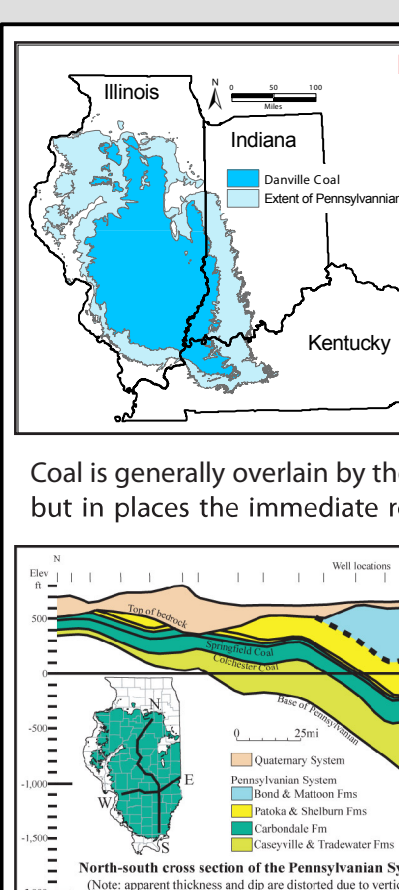 Illinois
N
0 50 100
Miles
Indiana
Danville Coal
Extent of Pennsylvannian
Kentucky
Coal is generally overlain by the
but in places the immediate r
N
Elev
ft
Well locations
500
Top of bedrock
Springfield Coal
Colchester Coal
0
Base of Pennsylvanian
-500
N
0 25mi
E
W
S
Quaternary System
Pennsylvanian System
-1,000
Bond & Mattoon Fms
Patoka & Shelburn Fms
Carbondale Fm
-1,500
Caseyville & Tradewater Fms
North-south cross section of the Pennsylvanian Sy
(Note: apparent thickness and dip are distorted due to verti